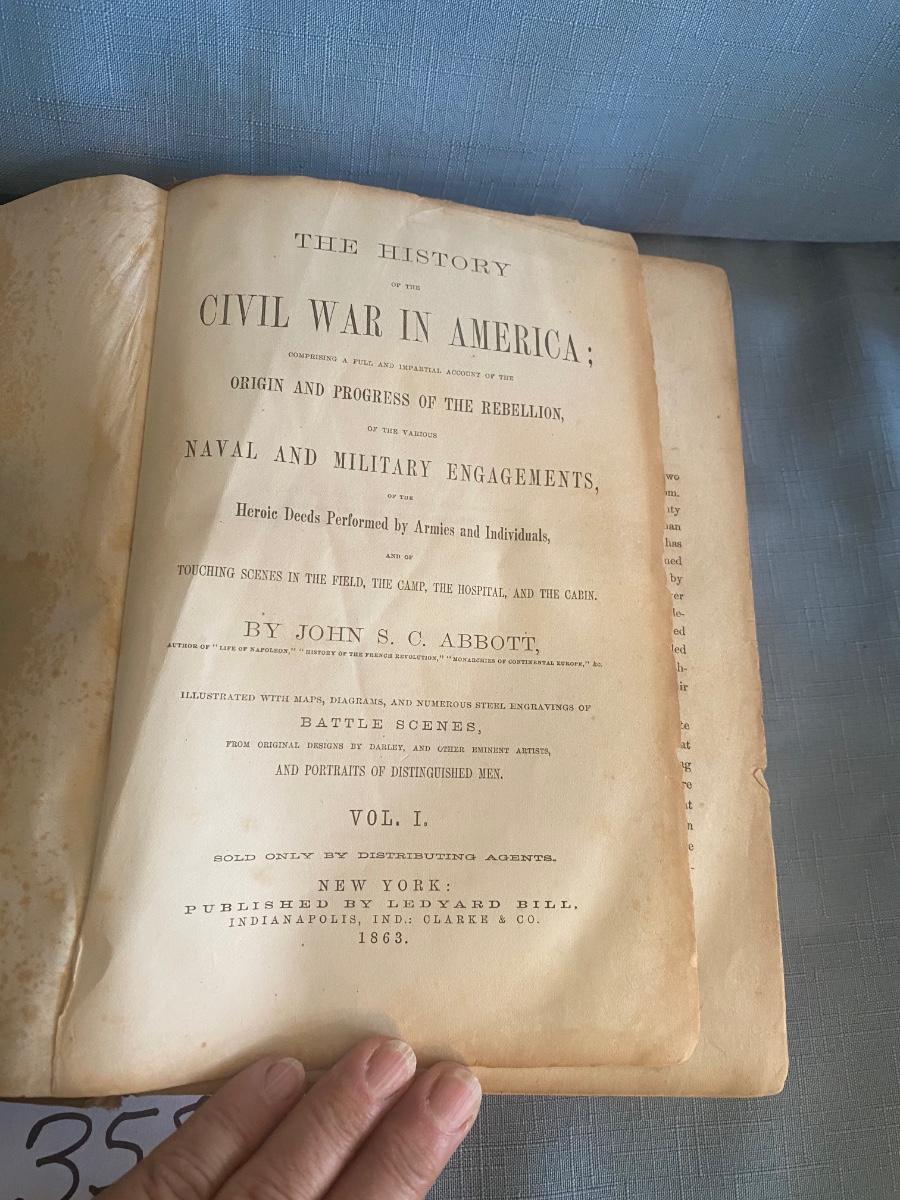 THE HISTORY
OF THE
CIVIL WAR IN AMERICA;
COMPRISING A FULL AND IMPARTIAL ACCOUNT OF THE
ORIGIN AND PROGRESS OF THE REBELLION,
OF THE VARIOUS
NAVAL AND MILITARY ENGAGEMENTS,
OF THE
Heroic Deeds Performed by Armies and Individuals,
AND OF
TOUCHING SCENES IN THE FIELD, THE CAMP, THE HOSPITAL, AND THE CABIN.
BY JOHN S. C. ABBOTT,
AUTHOR OF "LIFE OF NAPOLEON," "HISTORY OF THE FRENCH REVOLUTION," "MONARCHIES OF CONTINENTAL EUROPE," &c.
ILLUSTRATED WITH MAPS, DIAGRAMS, AND NUMEROUS STEEL ENGRAVINGS OF
BATTLE SCENES,
FROM ORIGINAL DESIGNS BY DARLEY, AND OTHER EMINENT ARTISTS,
AND PORTRAITS OF DISTINGUISHED MEN.
VOL. I.
SOLD ONLY BY DISTRIBUTING AGENTS.
NEW YORK:
PUBLISHED BY LEDYARD BILL.
INDIANAPOLIS, IND.: CLARKE & CO.
1863.
has
by
35